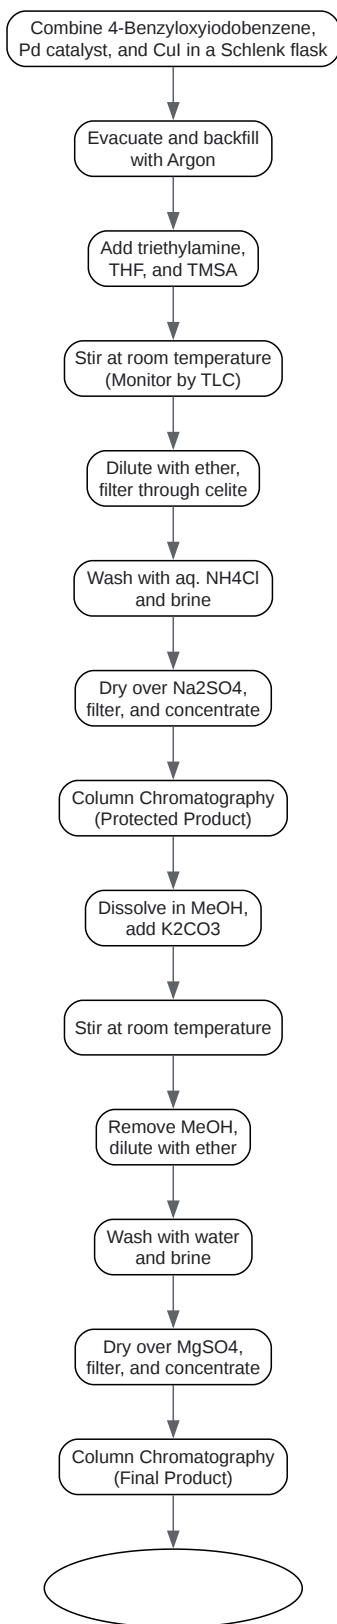 Combine 4-Benzyloxyiodobenzene,
Pd catalyst, and CuI in a Schlenk flask
Evacuate and backfill
with Argon
Add triethylamine,
THF, and TMSA
Stir at room temperature
(Monitor by TLC)
Dilute with ether,
filter through celite
Wash with aq. NH4Cl
and brine
Dry over Na2SO4,
filter, and concentrate
Column Chromatography
(Protected Product)
Dissolve in MeOH,
add K2CO3
Stir at room temperature
Remove MeOH,
dilute with ether
Wash with water
and brine
Dry over MgSO4,
filter, and concentrate
Column Chromatography
(Final Product)